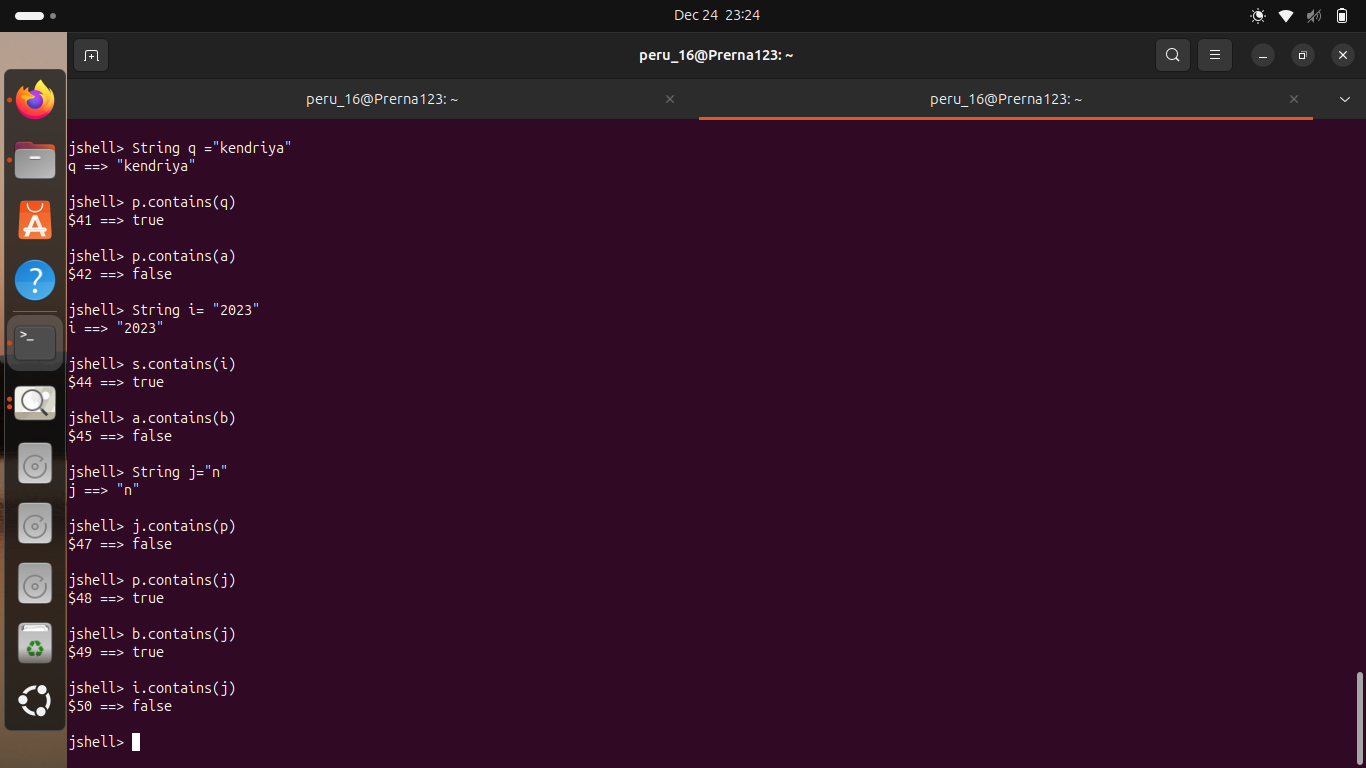 Dec 24 23:24
peru_16@Prerna123: ~
peru_16@Prerna123: ~
peru_16@Prerna123: ~
jshell> String q ="kendriya"
q ==> "kendriya"
jshell> p.contains(q)
$41 ==> true
jshell> p.contains(a)
$42 ==> false
jshell> String i= "2023"
i ==> "2023"
jshell> s.contains(i)
$44 ==> true
jshell> a.contains(b)
$45 ==> false
jshell> String j="n"
j ==> "n"
jshell> j.contains(p)
$47 ==> false
jshell> p.contains(j)
$48 ==> true
jshell> b.contains(j)
$49 ==> true
jshell> i.contains(j)
$50 ==> false
jshell>